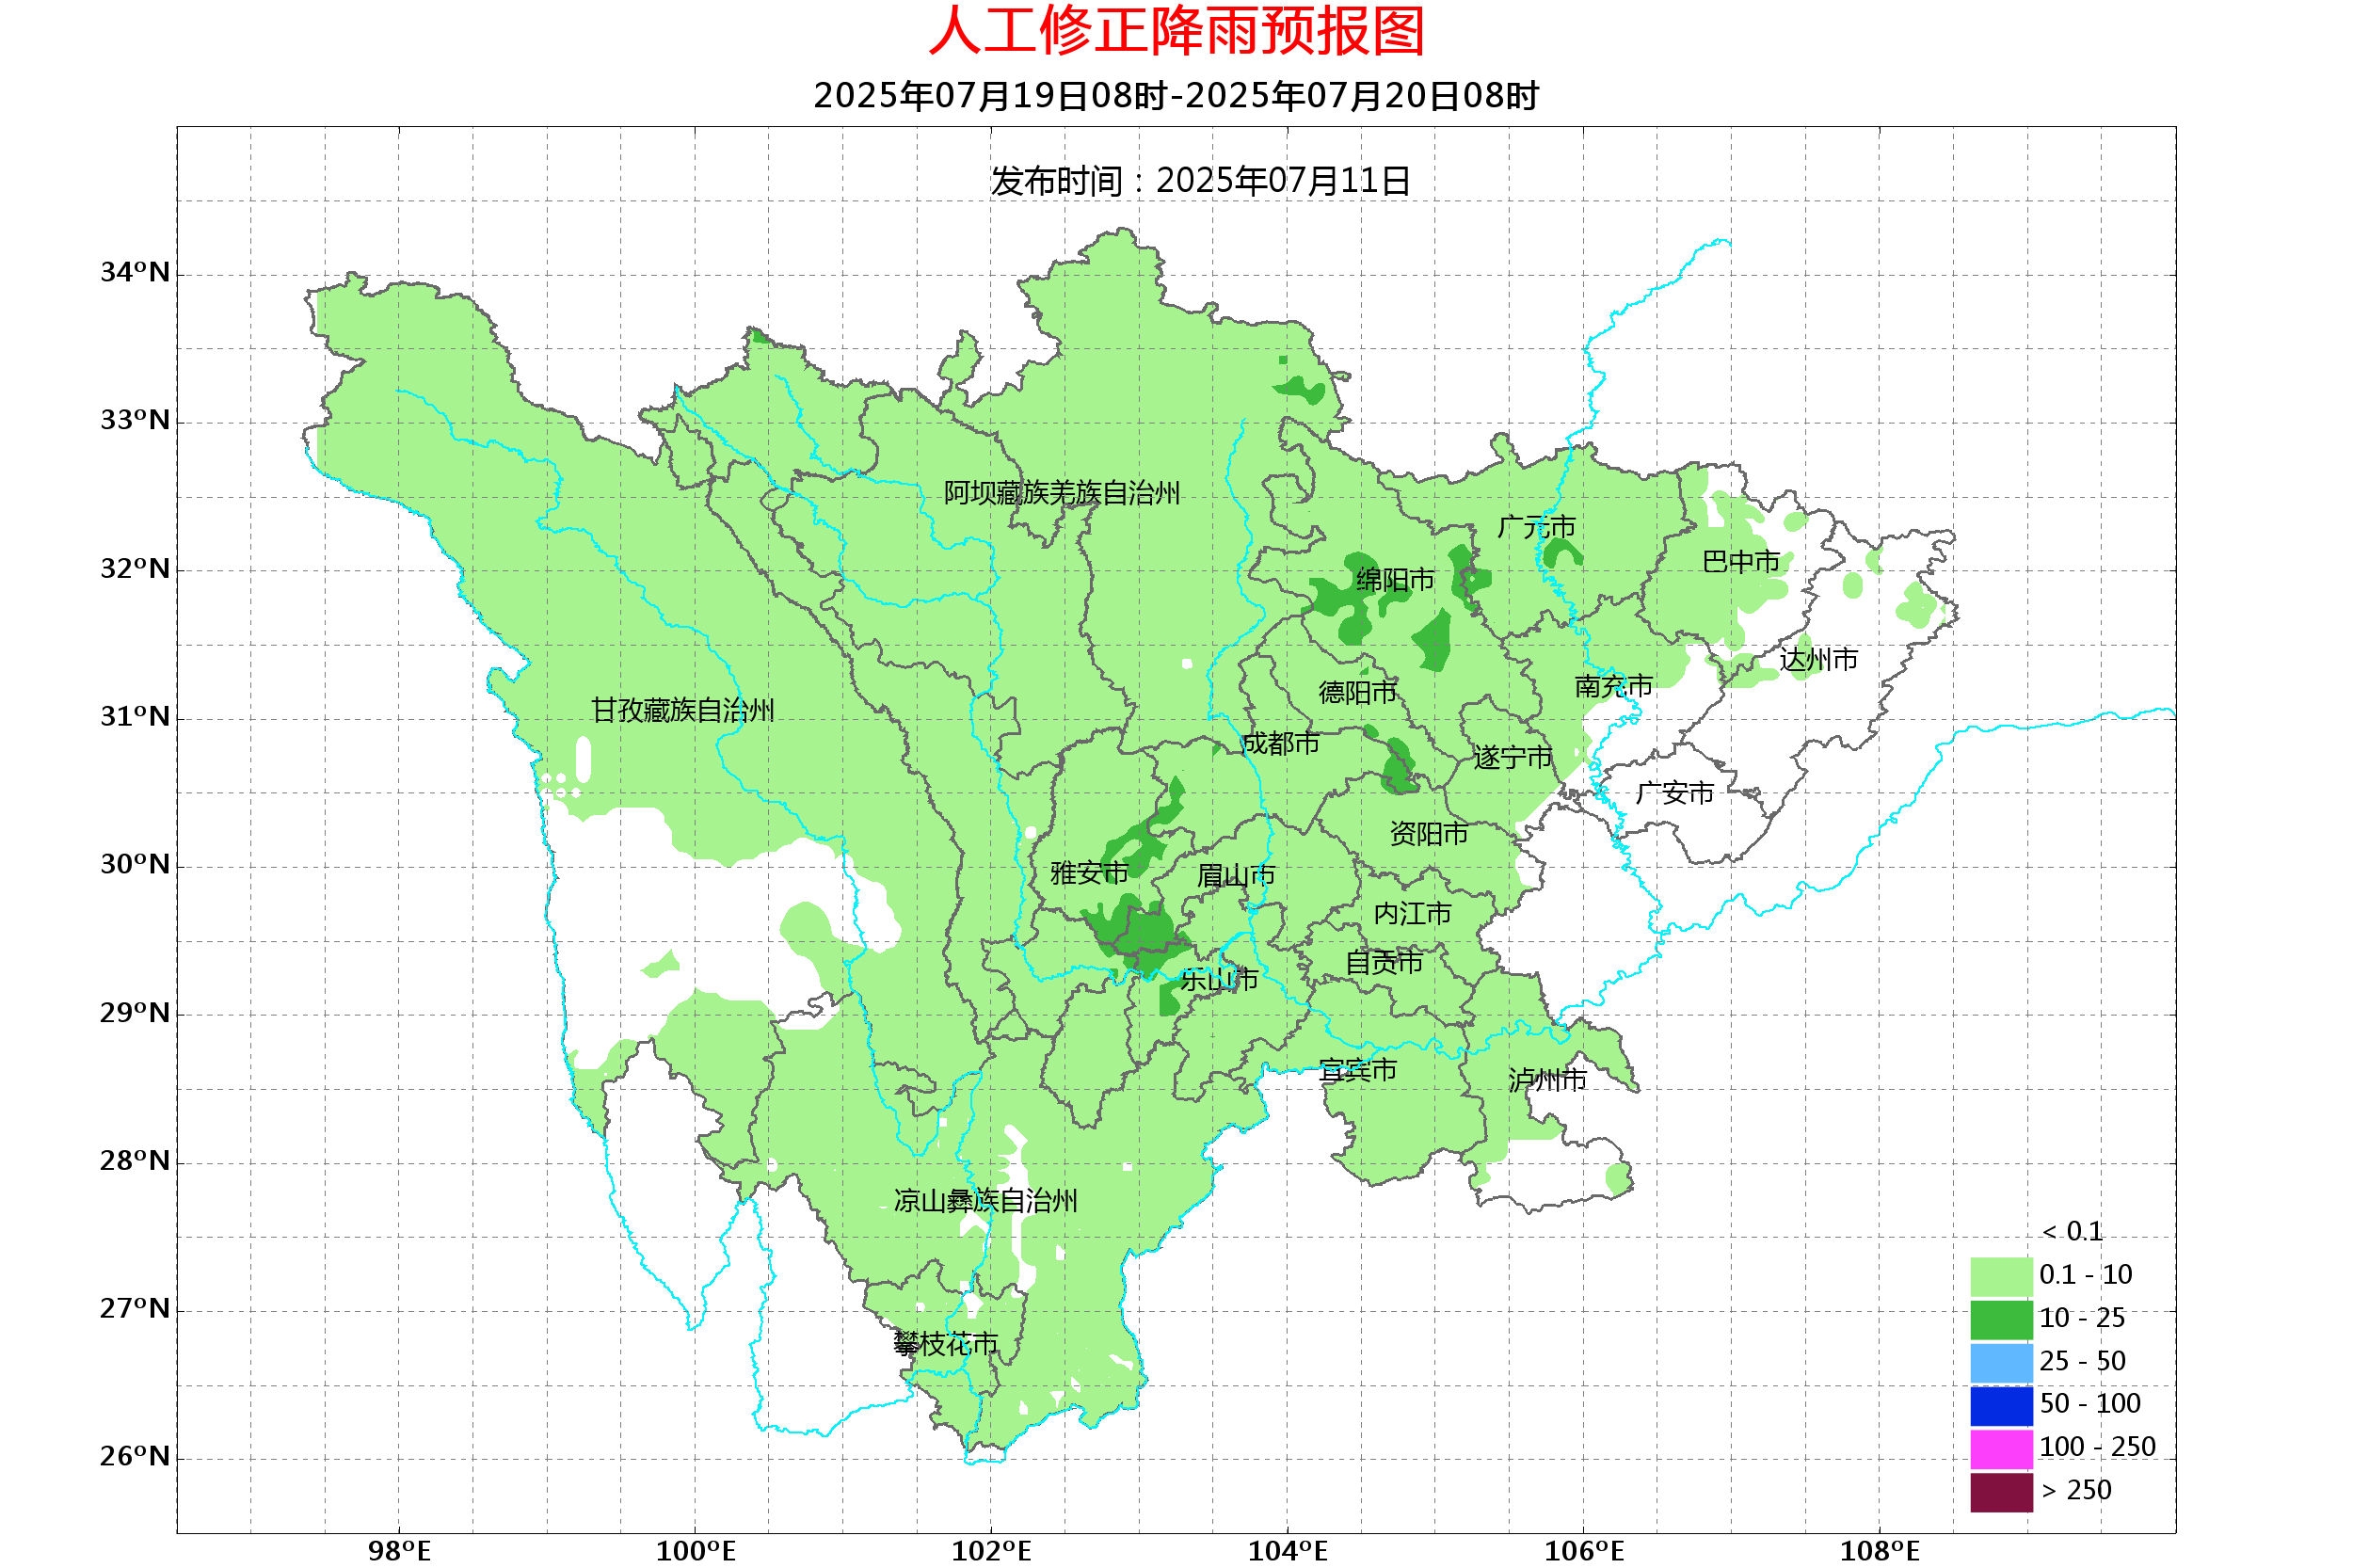 人工修正降雨预报图
2025年07月19日08时-2025年07月20日08时
发布时间：2025年07月11日
34°N
33°N
32°N
31°N
30°N
29°N
28°N
27°N
26°N
阿坝藏族羌族自治州
广元市
巴中市
绵阳市
达州市
南充市
德阳市
甘孜藏族自治州
成都市
遂宁市
广安市
资阳市
雅安市
眉山市
内江市
自贡市
乐山市
宜宾市
泸州市
凉山彝族自治州
攀枝花市
< 0.1
0.1 - 10
10 - 25
25 - 50
50 - 100
100 - 250
> 250
98°E
100°E
102°E
104°E
106°E
108°E